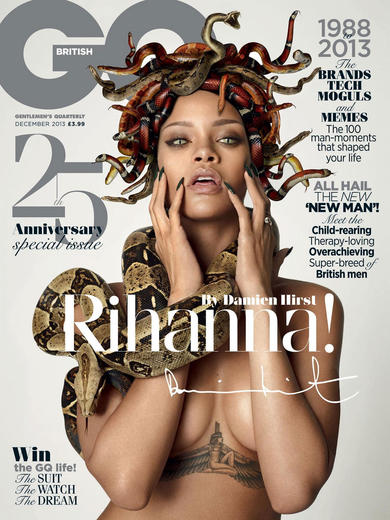 GQ
BRITISH
GENTLEMEN'S QUARTERLY
DECEMBER 2013 £3.99
25th
Anniversary
special issue
1988
to
2013
The
BRANDS
TECH
MOGULS
and
MEMES
The 100
man-moments
that shaped
your life
ALL HAIL
THE NEW
'NEW MAN'!
Meet the
Child-rearing
Therapy-loving
Overachieving
Super-breed of
British men
By Damien Hirst
Rihanna!
Damien Hirst
Win
the GQ life!
The SUIT
The WATCH
The DREAM